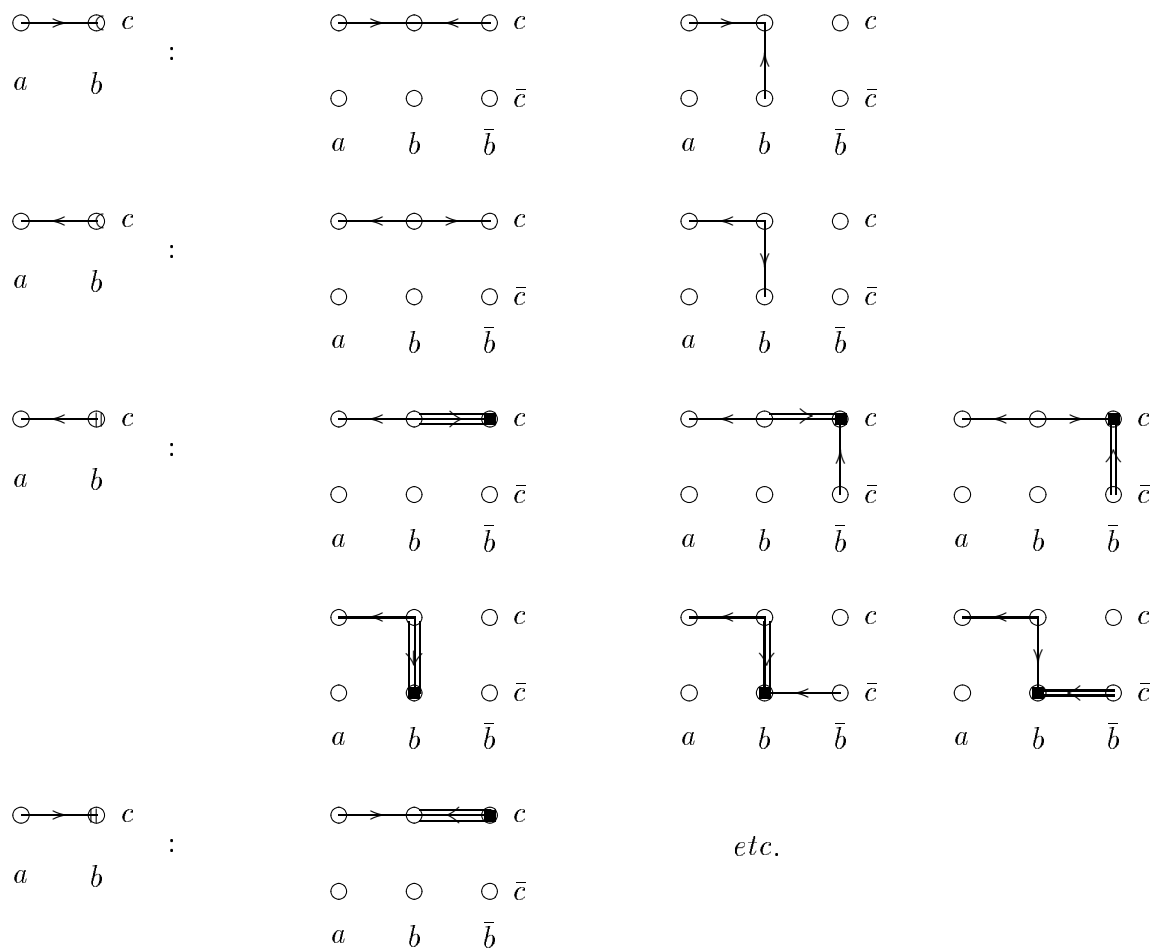 c c c
:
a b c̄ c̄
a b b̄ a b b̄
c c c
:
a b c̄ c̄
a b b̄ a b b̄
c c c c
:
a b c̄ c̄ c̄
a b b̄ a b b̄ a b b̄
c c c
c̄ c̄ c̄
a b b̄ a b b̄ a b b̄
c c
: etc.
a b c̄
a b b̄